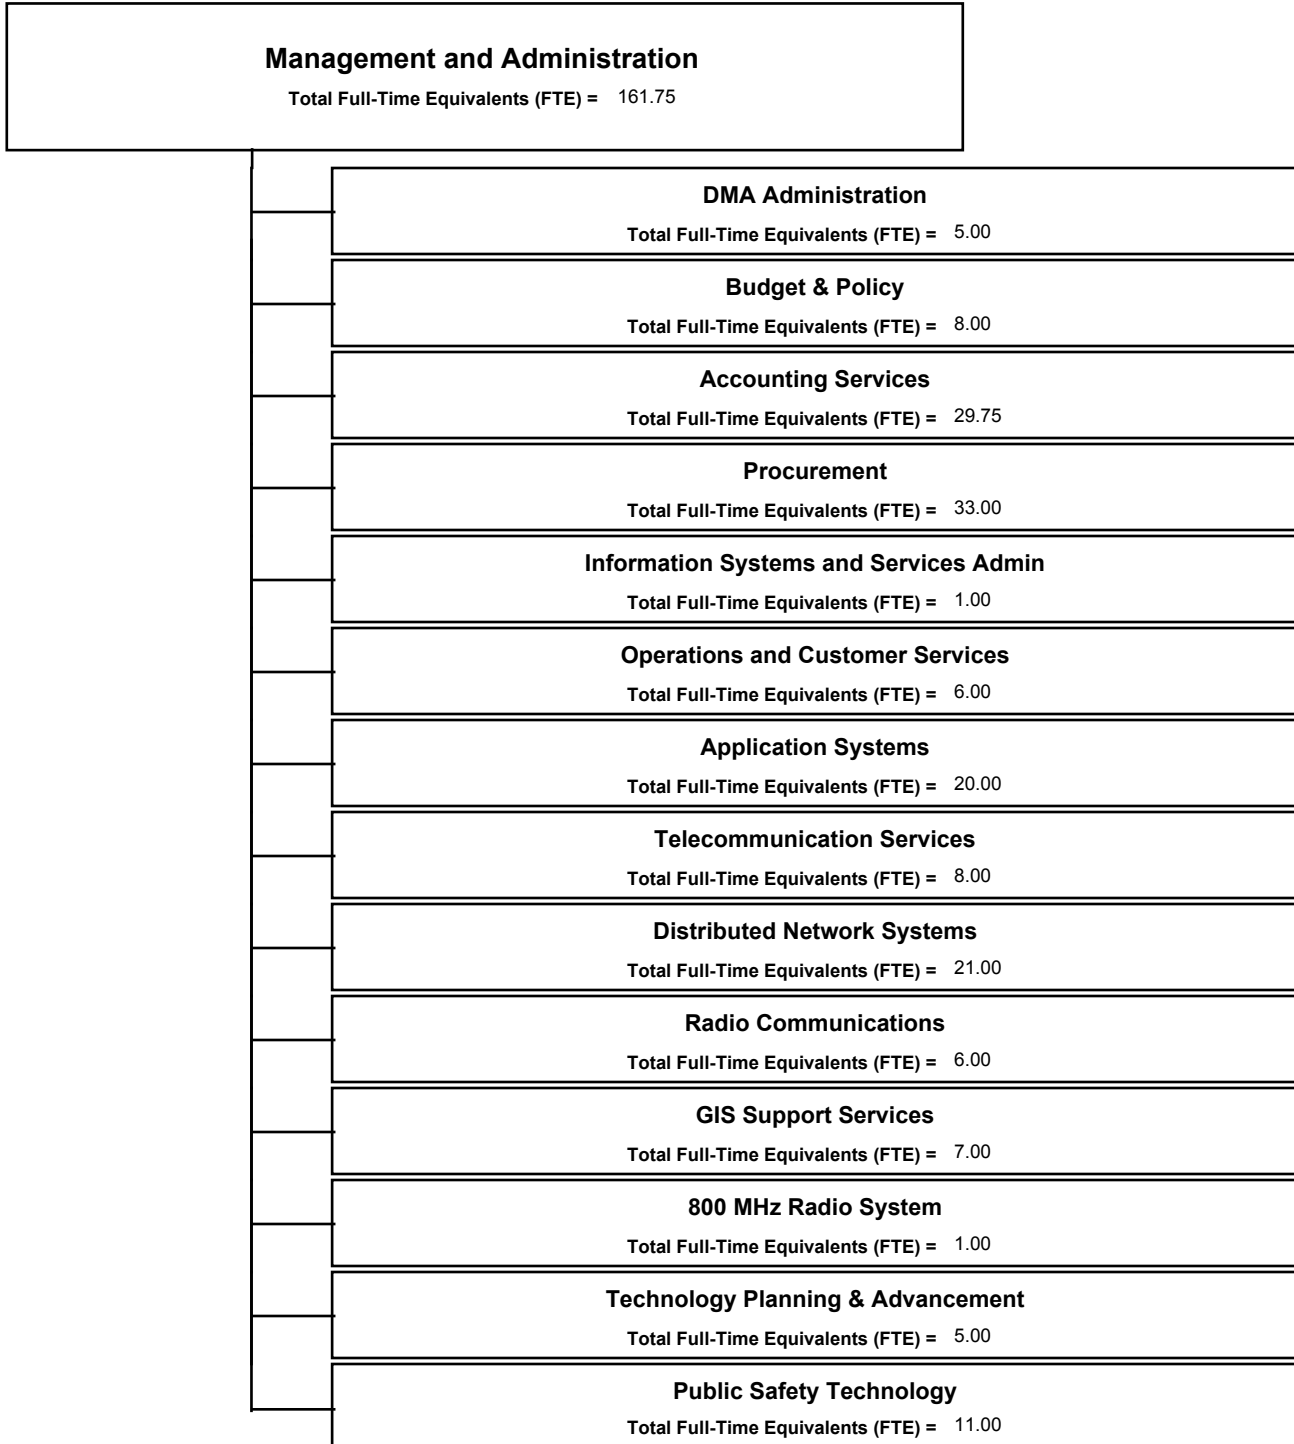 Management and Administration
Total Full-Time Equivalents (FTE) = 161.75
DMA Administration
Total Full-Time Equivalents (FTE) = 5.00
Budget & Policy
Total Full-Time Equivalents (FTE) = 8.00
Accounting Services
Total Full-Time Equivalents (FTE) = 29.75
Procurement
Total Full-Time Equivalents (FTE) = 33.00
Information Systems and Services Admin
Total Full-Time Equivalents (FTE) = 1.00
Operations and Customer Services
Total Full-Time Equivalents (FTE) = 6.00
Application Systems
Total Full-Time Equivalents (FTE) = 20.00
Telecommunication Services
Total Full-Time Equivalents (FTE) = 8.00
Distributed Network Systems
Total Full-Time Equivalents (FTE) = 21.00
Radio Communications
Total Full-Time Equivalents (FTE) = 6.00
GIS Support Services
Total Full-Time Equivalents (FTE) = 7.00
800 MHz Radio System
Total Full-Time Equivalents (FTE) = 1.00
Technology Planning & Advancement
Total Full-Time Equivalents (FTE) = 5.00
Public Safety Technology
Total Full-Time Equivalents (FTE) = 11.00